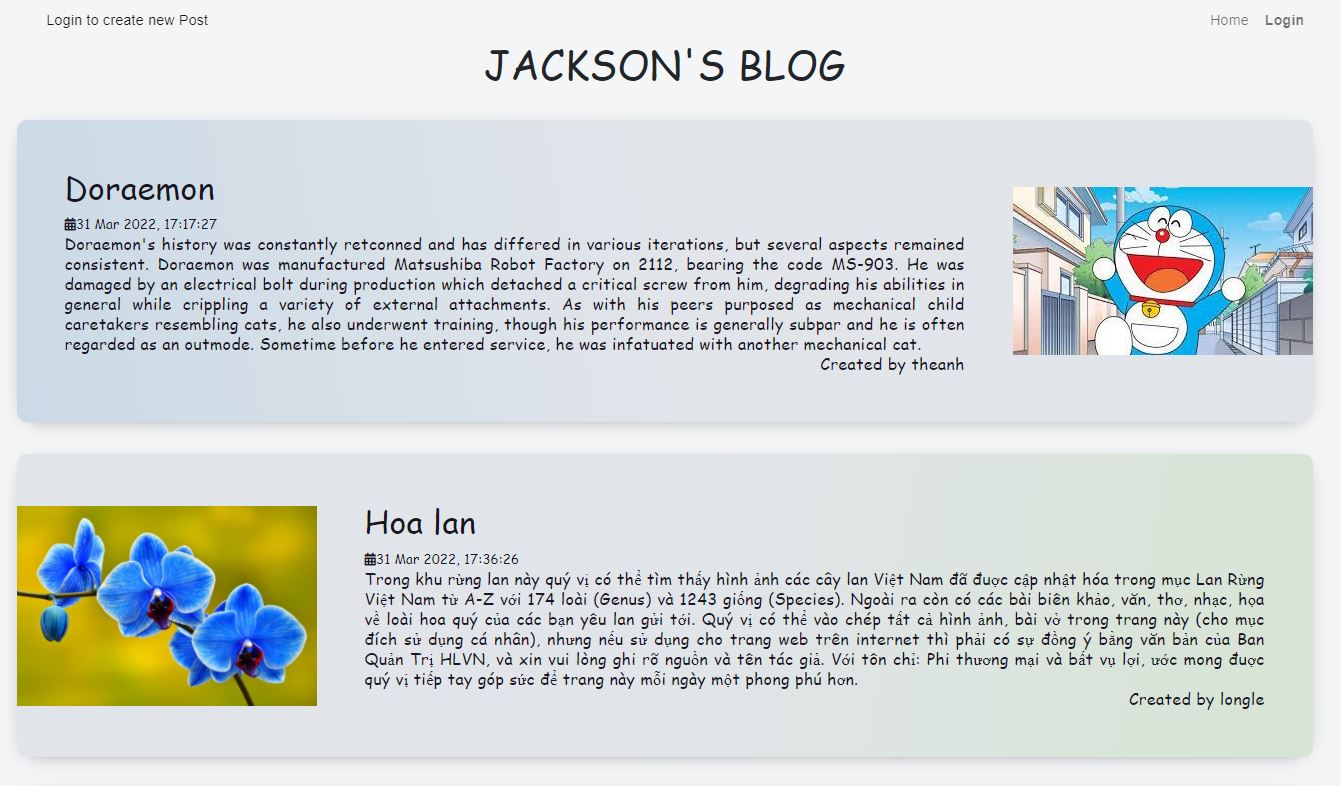 Login to create new Post
Home Login
JACKSON'S BLOG
Doraemon
31 Mar 2022, 17:17:27
Doraemon's history was constantly retconned and has differed in various iterations, but several aspects remained
consistent. Doraemon was manufactured Matsushiba Robot Factory on 2112, bearing the code MS-903. He was
damaged by an electrical bolt during production which detached a critical screw from him, degrading his abilities in
general while crippling a variety of external attachments. As with his peers purposed as mechanical child
caretakers resembling cats, he also underwent training, though his performance is generally subpar and he is often
regarded as an outmode. Sometime before he entered service, he was infatuated with another mechanical cat.
Created by theanh
Hoa lan
31 Mar 2022, 17:36:26
Trong khu rừng lan này quý vị có thể tìm thấy hình ảnh các cây lan Việt Nam đã được cập nhật hóa trong mục Lan Rừng
Việt Nam từ A-Z với 174 loài (Genus) và 1243 giống (Species). Ngoài ra còn có các bài biên khảo, văn, thơ, nhạc, họa
về loài hoa quý của các bạn yêu lan gửi tới. Quý vị có thể vào chép tất cả hình ảnh, bài vở trong trang này (cho mục
đích sử dụng cá nhân), nhưng nếu sử dụng cho trang web trên internet thì phải có sự đồng ý bằng văn bản của Ban
Quản Trị HLVN, và xin vui lòng ghi rõ nguồn và tên tác giả. Với tôn chỉ: Phi thương mại và bất vụ lợi, ước mong được
quý vị tiếp tay góp sức để trang này mỗi ngày một phong phú hơn.
Created by longle